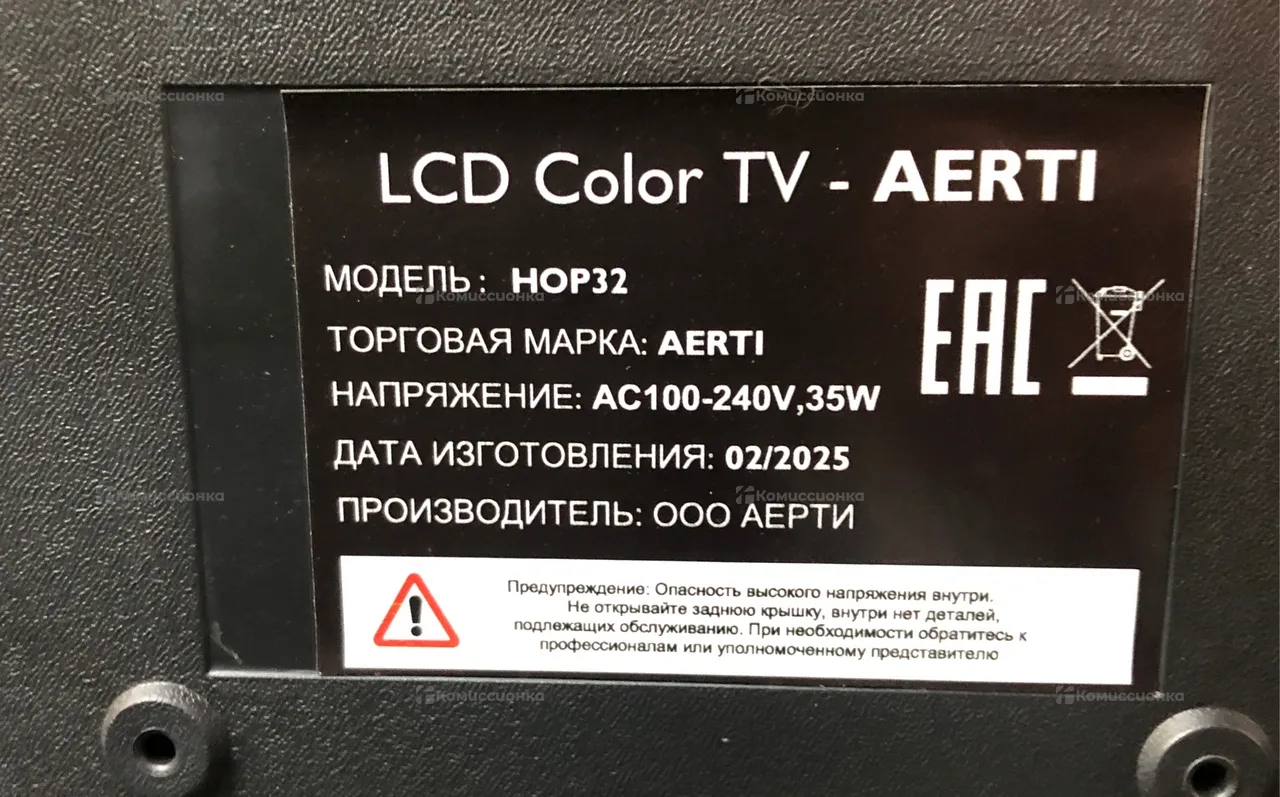 LCD Color TV - AERTI
МОДЕЛЬ: HOP32
ТОРГОВАЯ МАРКА: AERTI
НАПРЯЖЕНИЕ: AC100-240V,35W
ДАТА ИЗГОТОВЛЕНИЯ: 02/2025
ПРОИЗВОДИТЕЛЬ: ООО АЕРТИ
EAC
Предупреждение: Опасность высокого напряжения внутри.
Не открывайте заднюю крышку, внутри нет деталей,
подлежащих обслуживанию. При необходимости обратитесь к
профессионалам или уполномоченному представителю
Комиссионка
Комиссионка
Комиссионка
Комиссионка
Комиссионка
Комиссионка
Комиссионка
Комиссионка